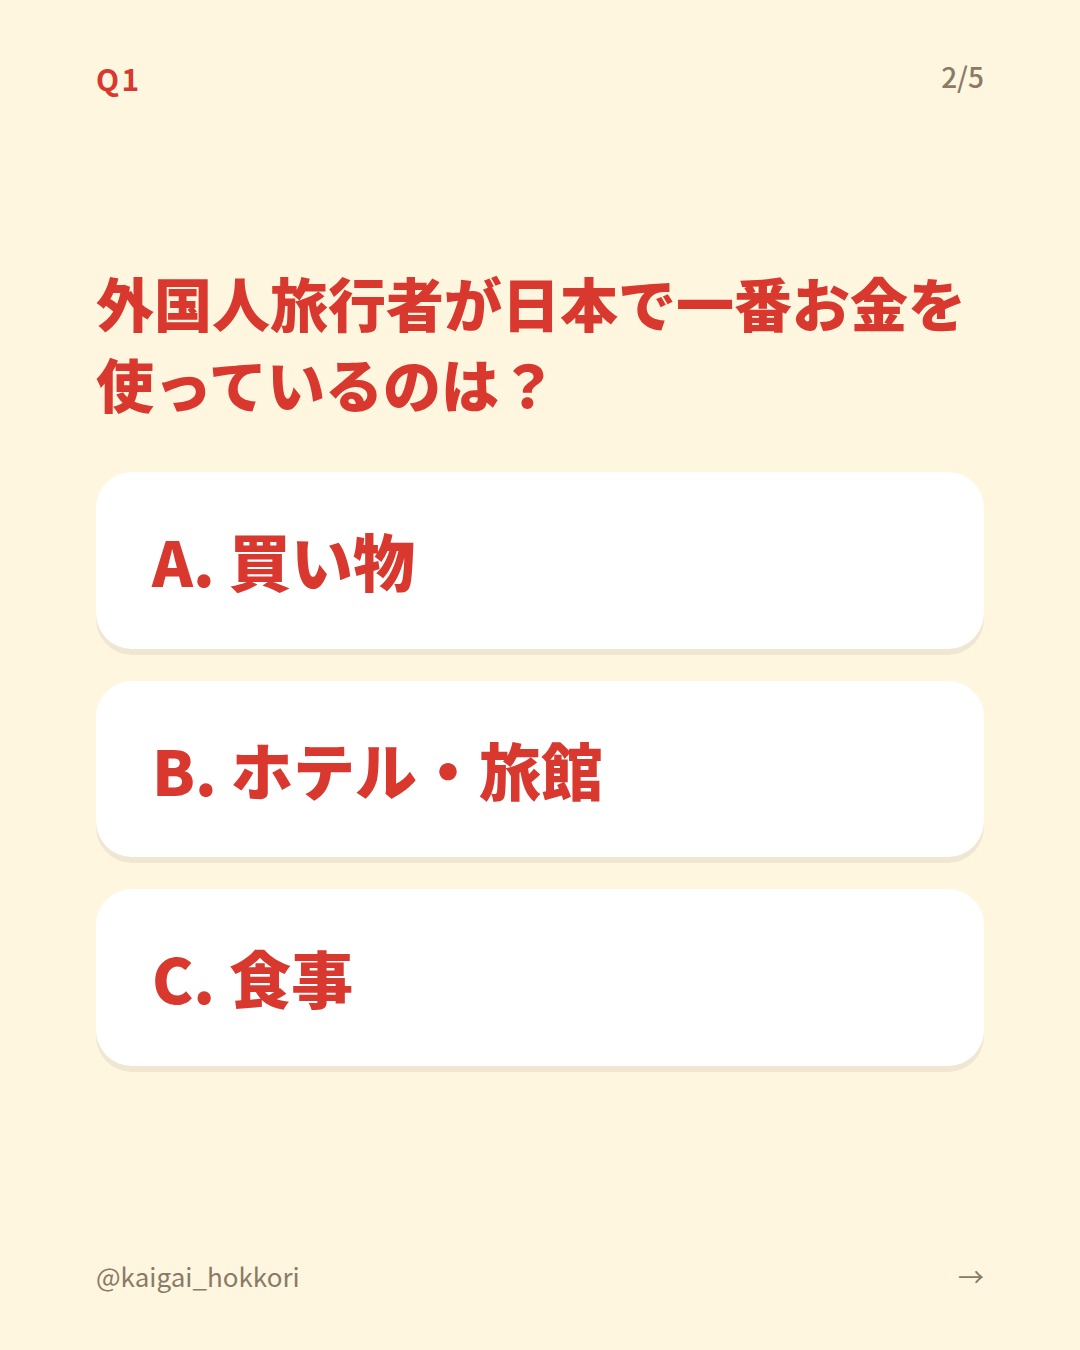 Q1
2/5
外国人旅行者が日本で一番お金を
使っているのは？
A. 買い物
B. ホテル・旅館
C. 食事
@kaigai_hokkori
→